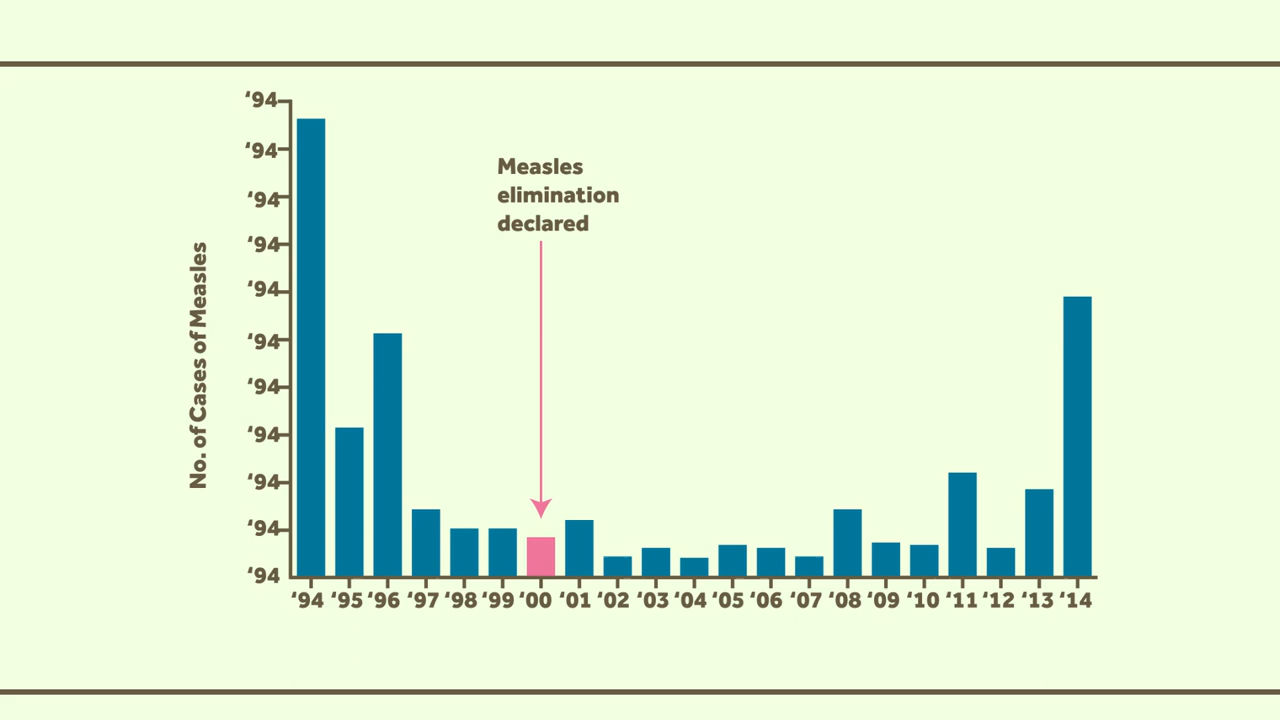 ‘94
‘94
Measles
elimination
declared
‘94
‘94
‘94
‘94
‘94
‘94
‘94
‘94
‘94
No. of Cases of Measles
‘94 ‘95 ‘96 ‘97 ‘98 ‘99 ‘00 ‘01 ‘02 ‘03 ‘04 ‘05 ‘06 ‘07 ‘08 ‘09 ‘10 ‘11 ‘12 ‘13 ‘14